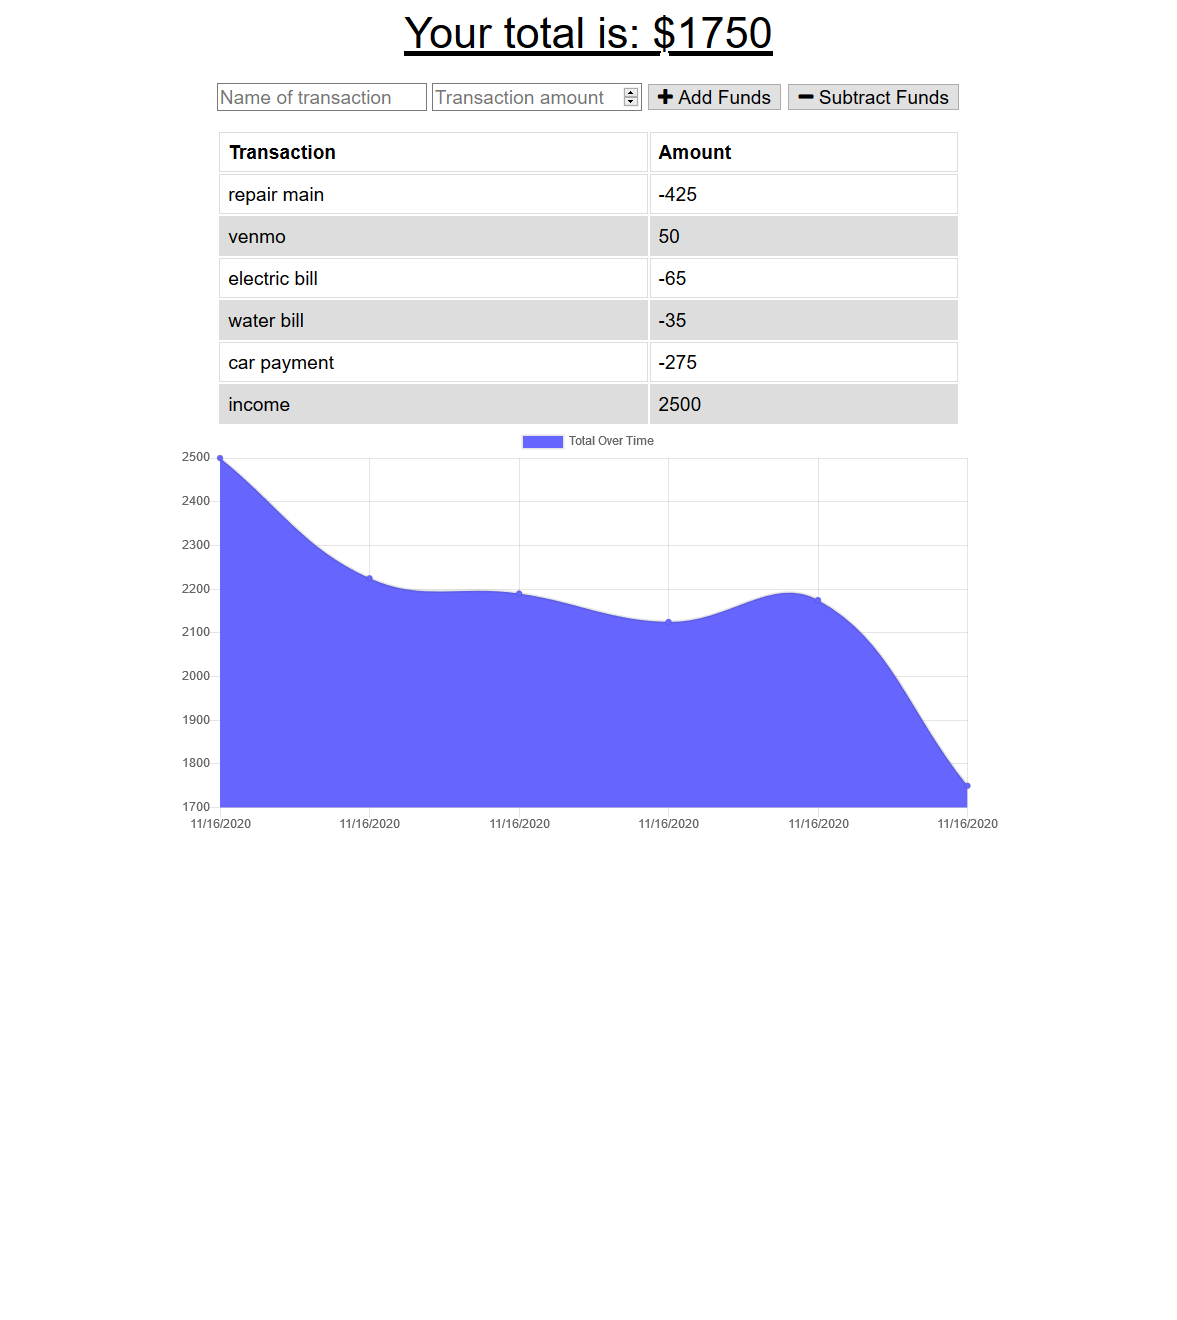 Your total is: $1750
Name of transaction Transaction amount Add Funds Subtract Funds
Transaction Amount
repair main -425
venmo 50
electric bill -65
water bill -35
car payment -275
income 2500
Total Over Time
2500
2400
2300
2200
2100
2000
1900
1800
1700
11/16/2020 11/16/2020 11/16/2020 11/16/2020 11/16/2020 11/16/2020